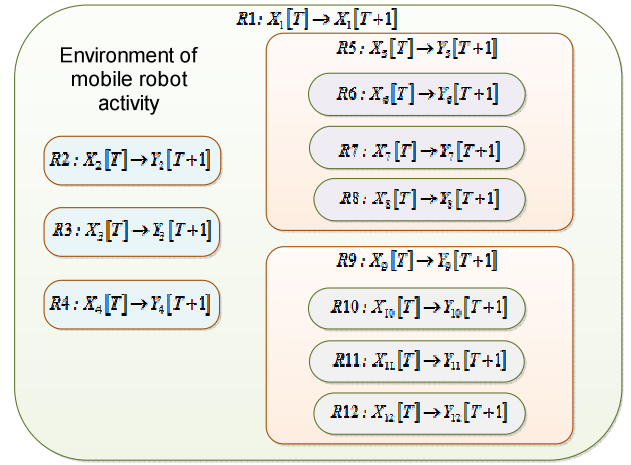 R1: X₁[T]→X₁[T+1]
Environment of
mobile robot
activity
R2: X₂[T]→Y₂[T+1]
R3: X₃[T]→Y₃[T+1]
R4: X₄[T]→Y₄[T+1]
R5: X₅[T]→Y₅[T+1]
R6: X₆[T]→Y₆[T+1]
R7: X₇[T]→Y₇[T+1]
R8: X₈[T]→Y₈[T+1]
R9: X₉[T]→Y₉[T+1]
R10: X₁₀[T]→Y₁₀[T+1]
R11: X₁₁[T]→Y₁₁[T+1]
R12: X₁₂[T]→Y₁₂[T+1]